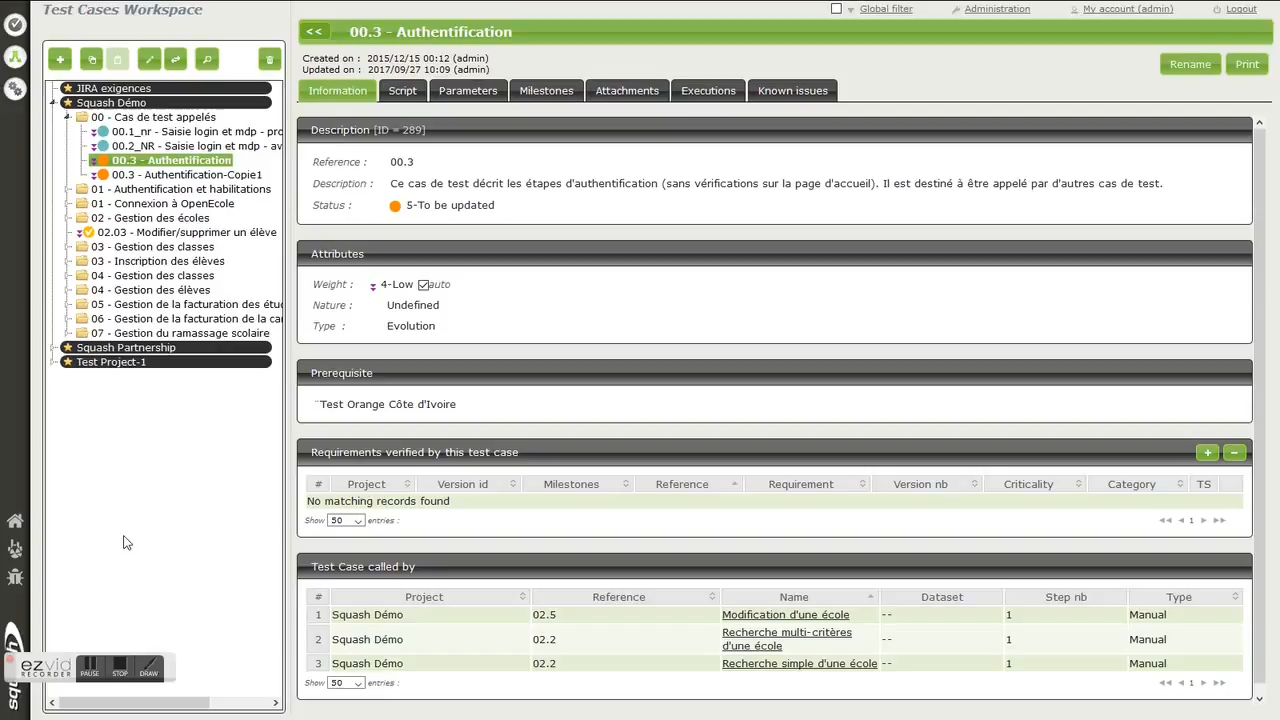 Test Cases Workspace
Global filter
Administration
My account (admin)
Logout
<<
00.3 - Authentification
Created on : 2015/12/15 00:12 (admin)
Updated on : 2017/09/27 10:09 (admin)
Rename
Print
Information
Script
Parameters
Milestones
Attachments
Executions
Known issues
JIRA exigences
Squash Démo
00 - Cas de test appelés
00.1_nr - Saisie login et mdp - pro
00.2_NR - Saisie login et mdp - av
00.3 - Authentification
00.3 - Authentification-Copie1
01 - Authentification et habilitations
01 - Connexion à OpenEcole
02 - Gestion des écoles
02.03 - Modifier/supprimer un élève
03 - Gestion des classes
03 - Inscription des élèves
04 - Gestion des classes
04 - Gestion des élèves
05 - Gestion de la facturation des étu
06 - Gestion de la facturation de la ca
07 - Gestion du ramassage scolaire
Squash Partnership
Test Project-1
Description [ID = 289]
Reference : 00.3
Description : Ce cas de test décrit les étapes d'authentification (sans vérifications sur la page d'accueil). Il est destiné à être appelé par d'autres cas de test.
Status : 5-To be updated
Attributes
Weight : 4-Low auto
Nature : Undefined
Type : Evolution
Prerequisite
¨Test Orange Côte d'Ivoire
Requirements verified by this test case
# Project Version id Milestones Reference Requirement Version nb Criticality Category TS
No matching records found
Show 50 entries : 1
Test Case called by
# Project Reference Name Dataset Step nb Type
1 Squash Démo 02.5 Modification d'une école -- 1 Manual
2 Squash Démo 02.2 Recherche multi-critères d'une école -- 1 Manual
3 Squash Démo 02.2 Recherche simple d'une école -- 1 Manual
Show 50 entries : 1
ezvid
RECORDER
PAUSE
STOP
DRAW
squ